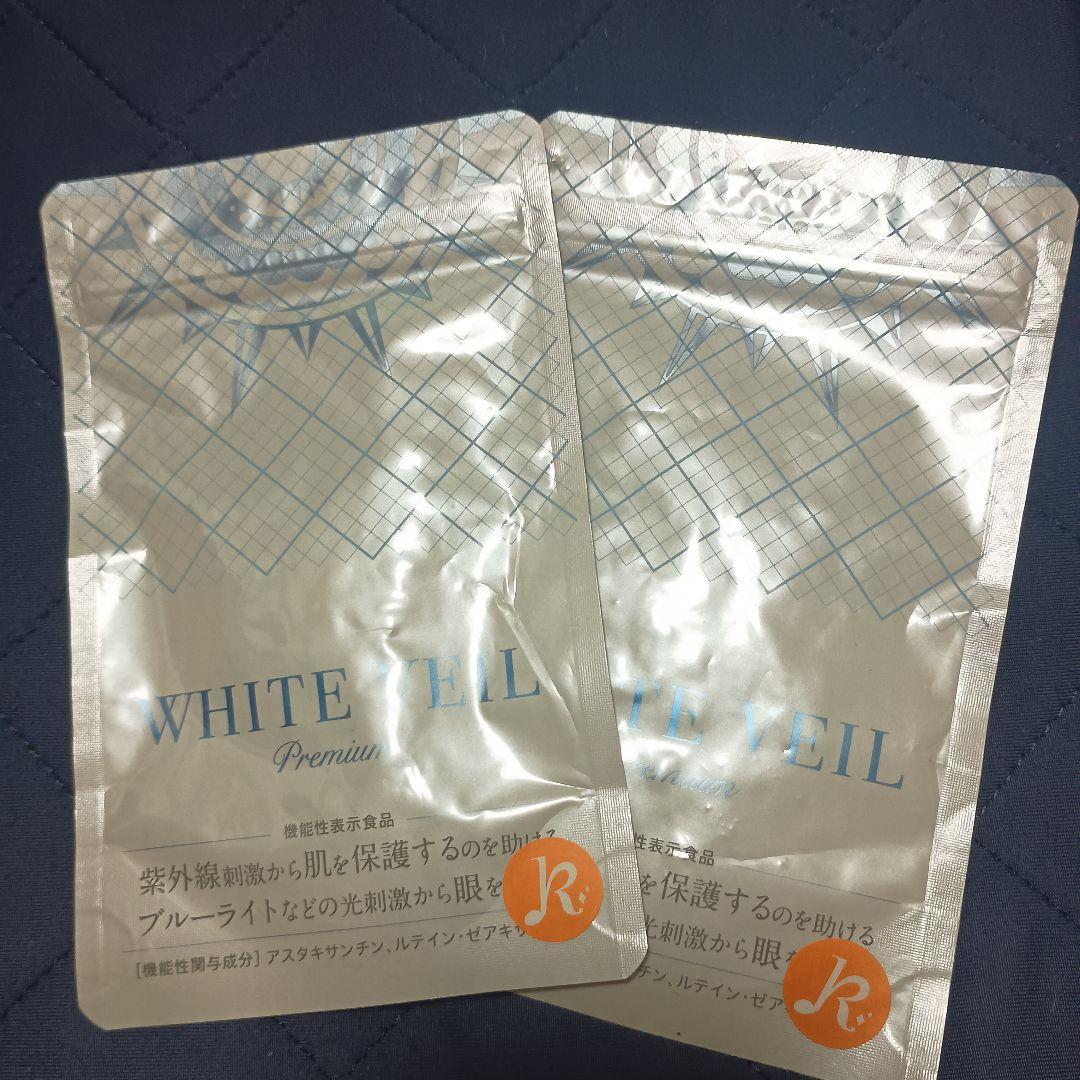 WHITE VEIL
Premium
機能性表示食品
紫外線刺激から肌を保護するのを助ける
ブルーライトなどの光刺激から眼を
[機能性関与成分] アスタキサンチン、ルテイン・ゼアキサ
R
TE VEIL
Premium
性表示食品
を保護するのを助ける
光刺激から眼
チン、ルテイン・ゼア
R